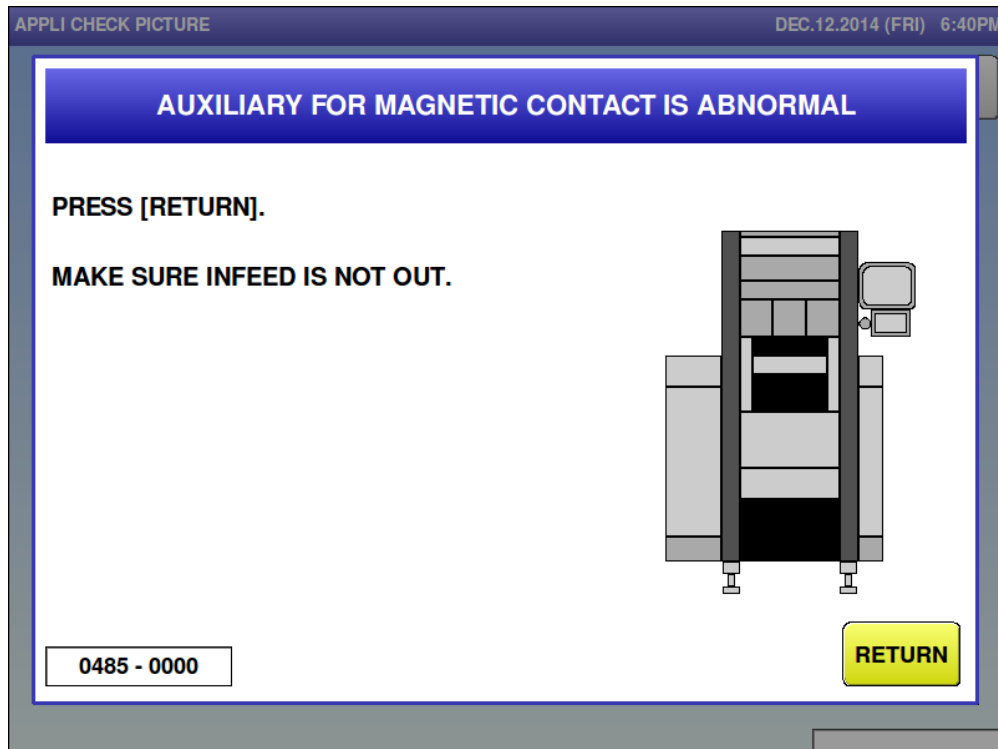 APPLI CHECK PICTURE DEC.12.2014 (FRI) 6:40PM
AUXILIARY FOR MAGNETIC CONTACT IS ABNORMAL
PRESS [RETURN].
MAKE SURE INFEED IS NOT OUT.
0485 - 0000
RETURN